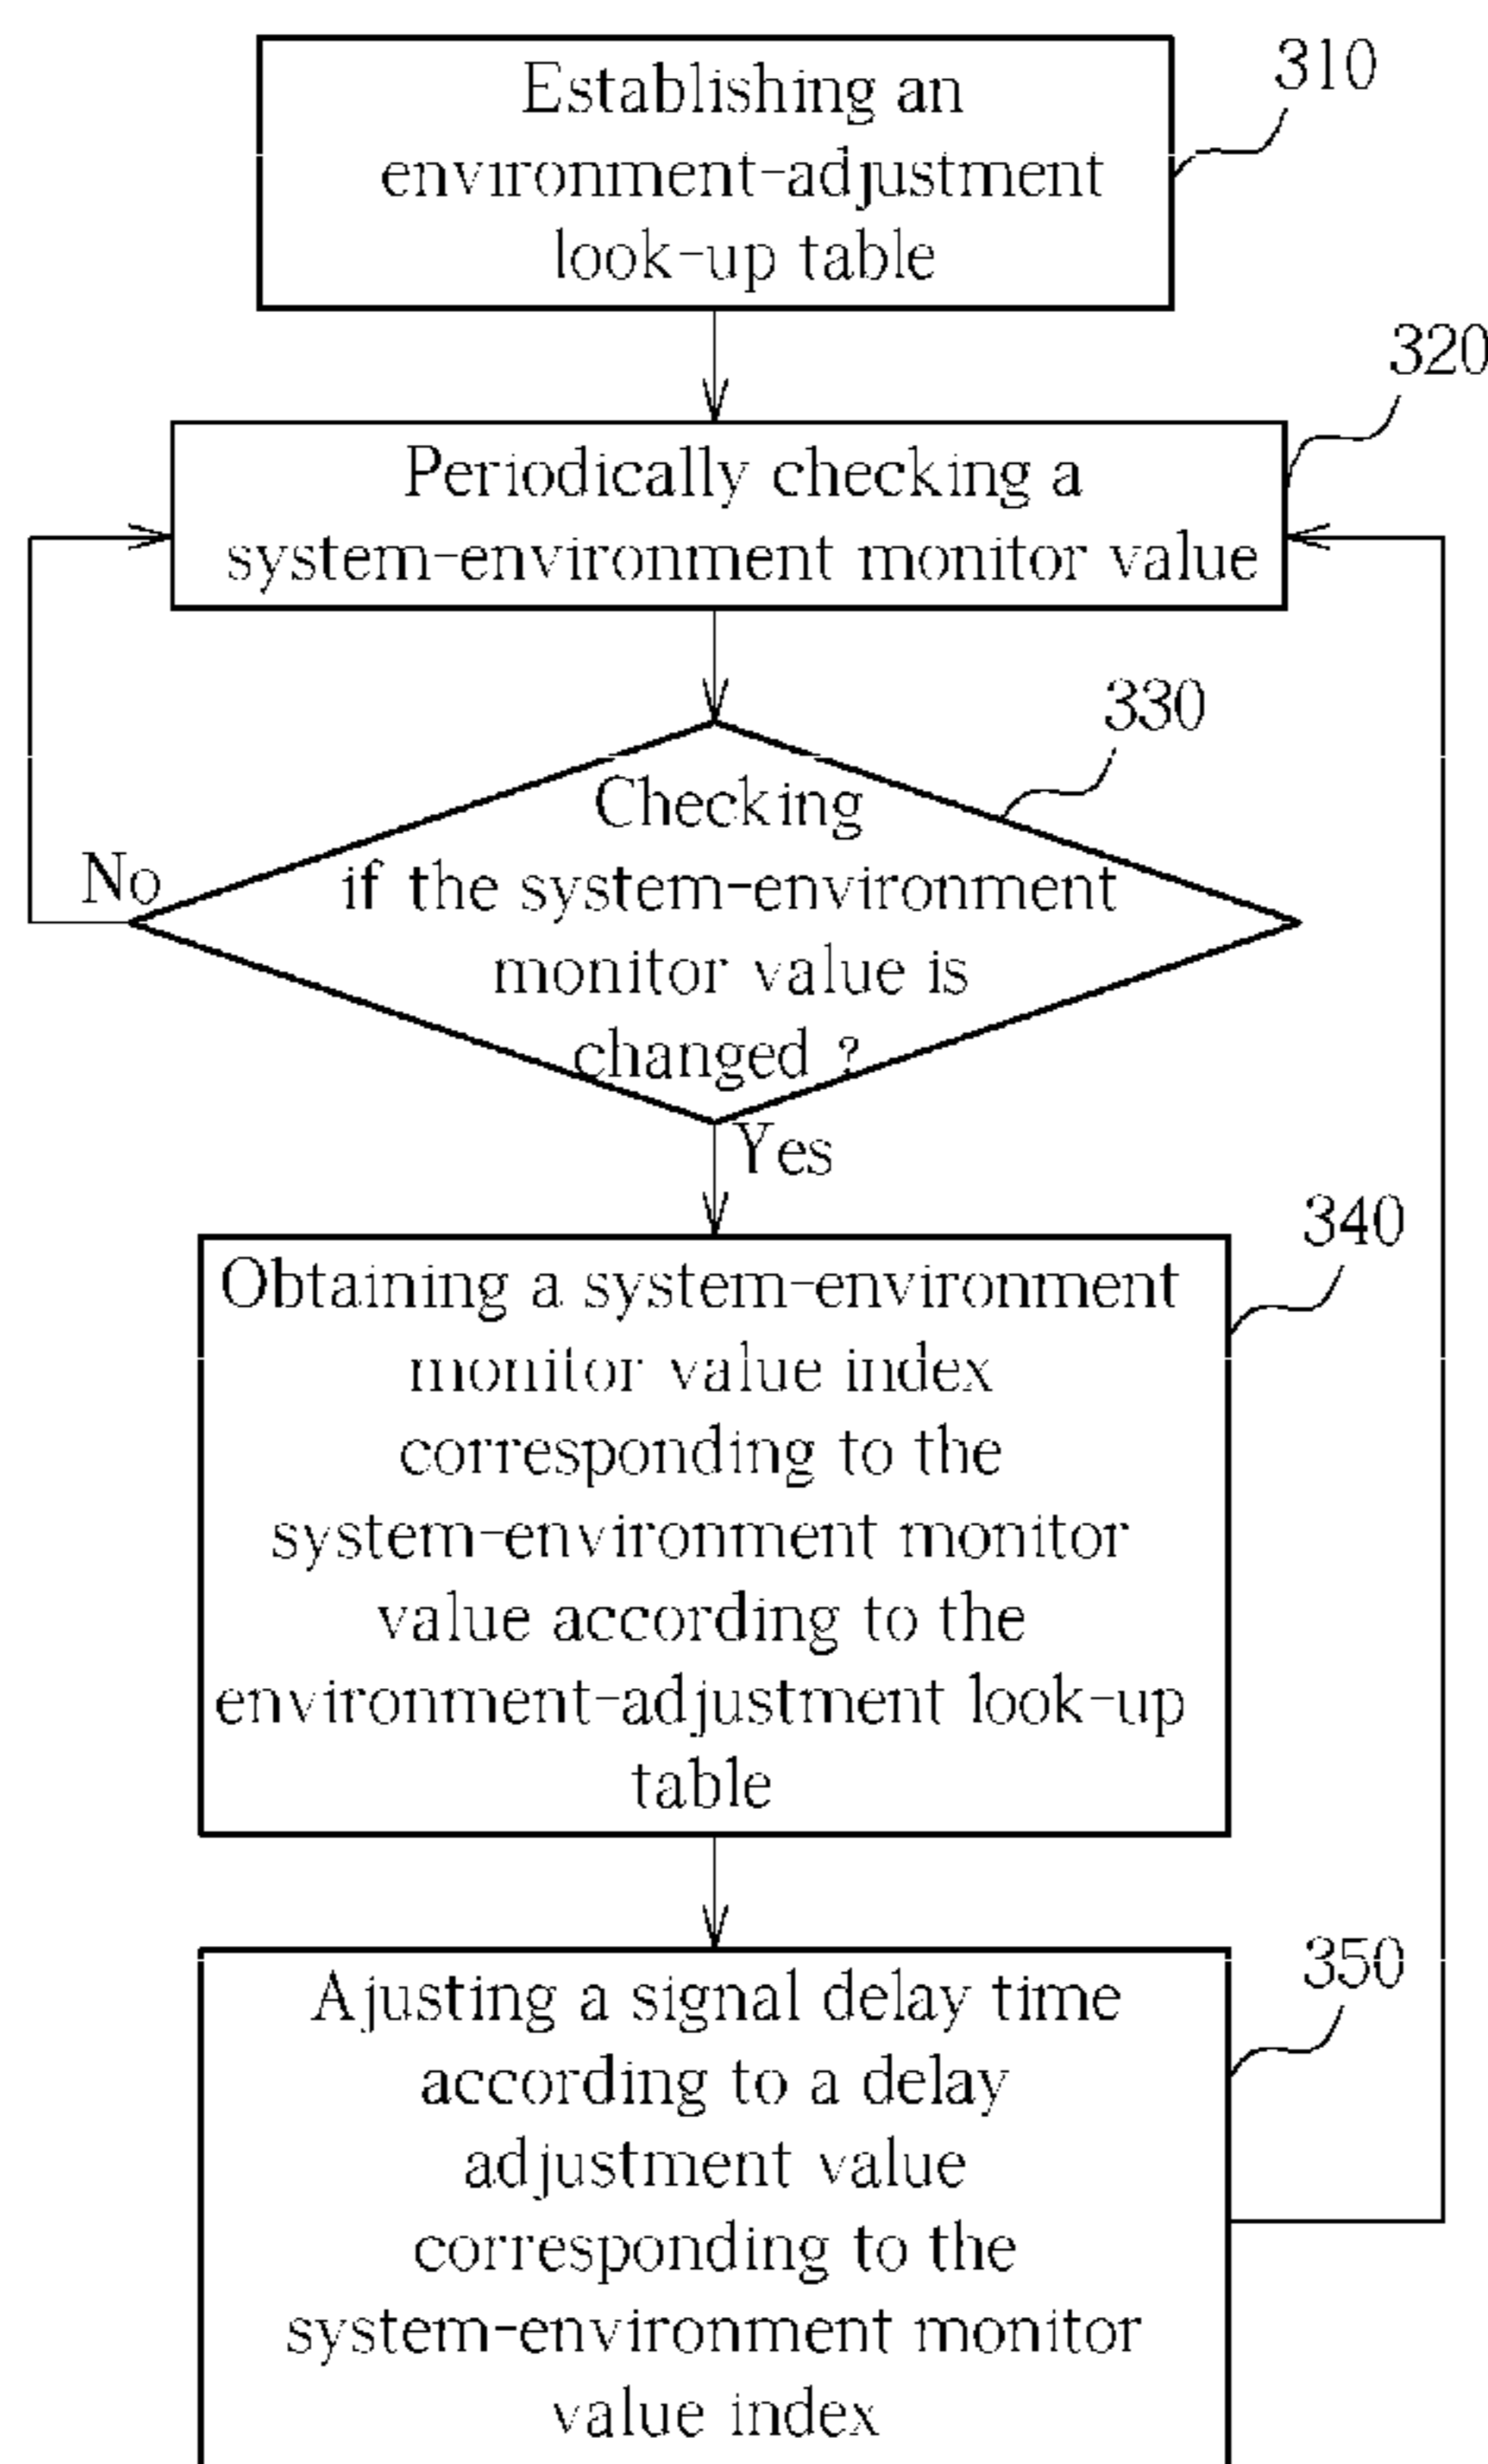 Establishing an
environment-adjustment
look-up table
310
320
Periodically checking a
system-environment monitor value
330
Checking
if the system-environment
monitor value is
changed ?
No
Yes
340
Obtaining a system-environment
monitor value index
corresponding to the
system-environment monitor
value according to the
environment-adjustment look-up
table
350
Ajusting a signal delay time
according to a delay
adjustment value
corresponding to the
system-environment monitor
value index